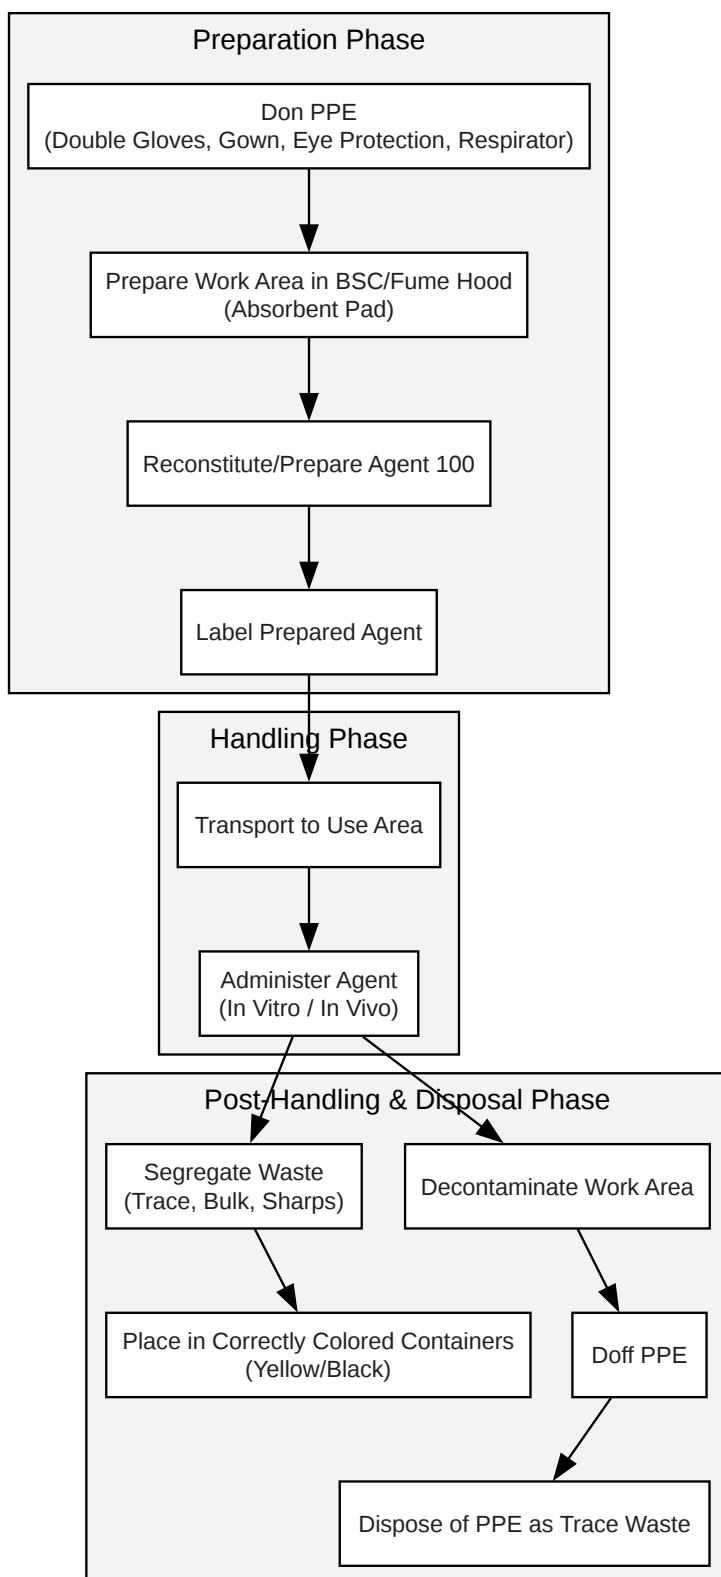 Preparation Phase
Don PPE
(Double Gloves, Gown, Eye Protection, Respirator)
Prepare Work Area in BSC/Fume Hood
(Absorbent Pad)
Reconstitute/Prepare Agent 100
Label Prepared Agent
Handling Phase
Transport to Use Area
Administer Agent
(In Vitro / In Vivo)
Post-Handling & Disposal Phase
Segregate Waste
(Trace, Bulk, Sharps)
Decontaminate Work Area
Place in Correctly Colored Containers
(Yellow/Black)
Doff PPE
Dispose of PPE as Trace Waste